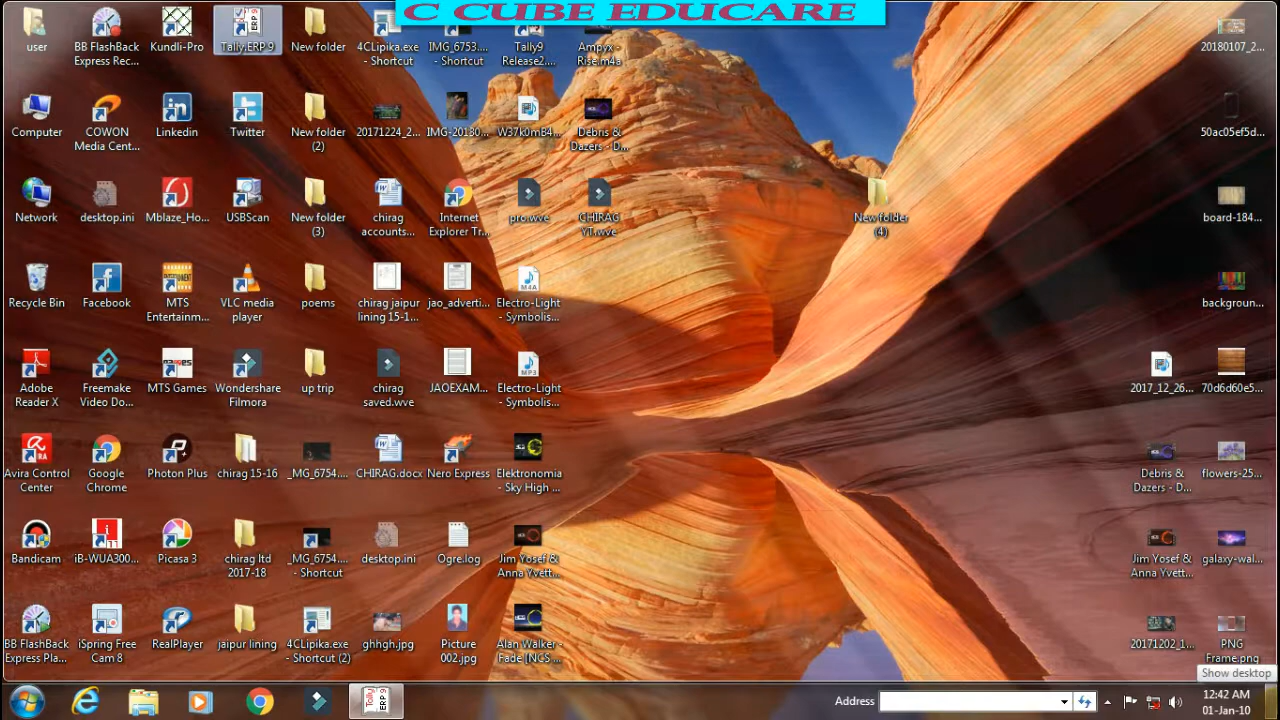 C CUBE EDUCARE
user
BB FlashBack
Express Rec...
Kundli-Pro
Tally.ERP 9
New folder
4CLipika.exe
- Shortcut
IMG_6753....
- Shortcut
Tally9
Release2....
Ampyx -
Rise.m4a
20180107_2...
Computer
COWON
Media Cent...
Linkedin
Twitter
New folder
(2)
20171224_2...
IMG-20180...
W37k0mB4...
Debris &
Dazers - D...
50ac05ef5d...
Network
desktop.ini
Mblaze_Ho...
USBScan
New folder
(3)
chirag
accounts...
Internet
Explorer Tr...
pro.wve
CHIRAG
YT.wve
New folder
(4)
board-184...
Recycle Bin
Facebook
MTS
Entertainm...
VLC media
player
poems
chirag jaipur
lining 15-1...
jao_adverti...
M4A
Electro-Light
- Symbolis...
backgroun...
Adobe
Reader X
Freemake
Video Do...
MTS Games
Wondershare
Filmora
up trip
chirag
saved.wve
JAOEXAM...
MP3
Electro-Light
- Symbolis...
2017_12_26...
70d6d60e5...
Avira Control
Center
Google
Chrome
Photon Plus
chirag 15-16
_MG_6754....
CHIRAG.docx
Nero Express
Elektronomia
- Sky High ...
Debris &
Dazers - D...
flowers-25...
Bandicam
iB-WUA300...
Picasa 3
chirag ltd
2017-18
_MG_6754....
- Shortcut
desktop.ini
Ogre.log
Jim Yosef &
Anna Yvett...
Jim Yosef &
Anna Yvett...
galaxy-wal...
BB FlashBack
Express Pla...
iSpring Free
Cam 8
RealPlayer
jaipur lining
4CLipika.exe
- Shortcut (2)
ghhgh.jpg
Picture
002.jpg
Alan Walker -
Fade [NCS ...
20171202_1...
PNG
Frame.png
Show desktop
Tally
ERP 9
Address
12:42 AM
01-Jan-10